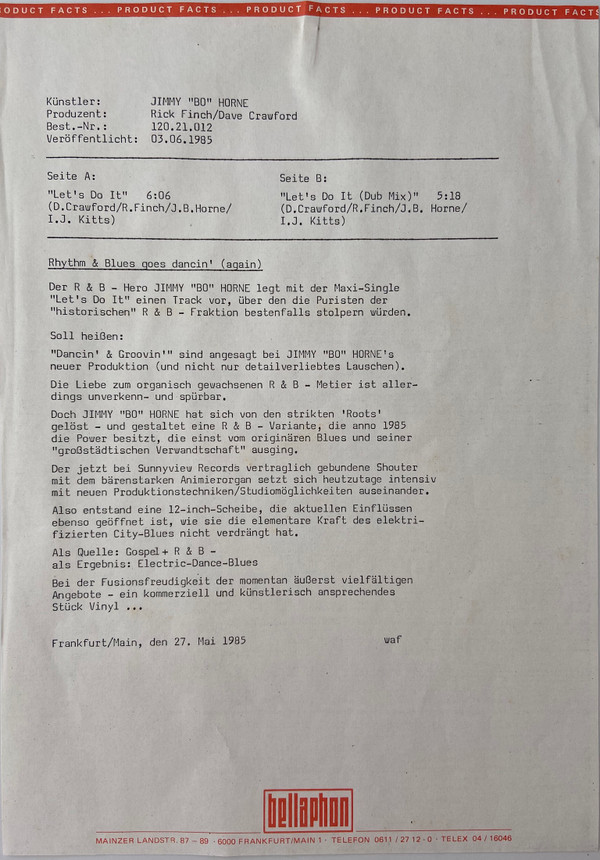 ODUCT FACTS ... PRODUCT FACTS ... PRODUCT FACTS ... PRODUCT FACTS ... PRODUCT FACTS
Künstler: JIMMY "BO" HORNE
Produzent: Rick Finch/Dave Crawford
Best.-Nr.: 120.21.012
Veröffentlicht: 03.06.1985
Seite A: Seite B:
"Let's Do It" 6:06 "Let's Do It (Dub Mix)" 5:18
(D.Crawford/R.Finch/J.B.Horne/ (D.Crawford/R.Finch/J.B. Horne/
I.J. Kitts) I.J. Kitts)
Rhythm & Blues goes dancin' (again)
Der R & B - Hero JIMMY "BO" HORNE legt mit der Maxi-Single
"Let's Do It" einen Track vor, über den die Puristen der
"historischen" R & B - Fraktion bestenfalls stolpern würden.
Soll heißen:
"Dancin' & Groovin'" sind angesagt bei JIMMY "BO" HORNE's
neuer Produktion (und nicht nur detailverliebtes Lauschen).
Die Liebe zum organisch gewachsenen R & B - Metier ist aller-
dings unverkenn- und spürbar.
Doch JIMMY "BO" HORNE hat sich von den strikten 'Roots'
gelöst - und gestaltet eine R & B - Variante, die anno 1985
die Power besitzt, die einst vom originären Blues und seiner
"großstädtischen Verwandtschaft" ausging.
Der jetzt bei Sunnyview Records vertraglich gebundene Shouter
mit dem bärenstarken Animierorgan setzt sich heutzutage intensiv
mit neuen Produktionstechniken/Studiomöglichkeiten auseinander.
Also entstand eine 12-inch-Scheibe, die aktuellen Einflüssen
ebenso geöffnet ist, wie sie die elementare Kraft des elektri-
fizierten City-Blues nicht verdrängt hat.
Als Quelle: Gospel+ R & B -
als Ergebnis: Electric-Dance-Blues
Bei der Fusionsfreudigkeit der momentan äußerst vielfältigen
Angebote - ein kommerziell und künstlerisch ansprechendes
Stück Vinyl ...
Frankfurt/Main, den 27. Mai 1985 waf
bellaphon
MAINZER LANDSTR. 87 – 89 · 6000 FRANKFURT/MAIN 1 · TELEFON 0611 / 27 12 - 0 · TELEX 04 / 16046